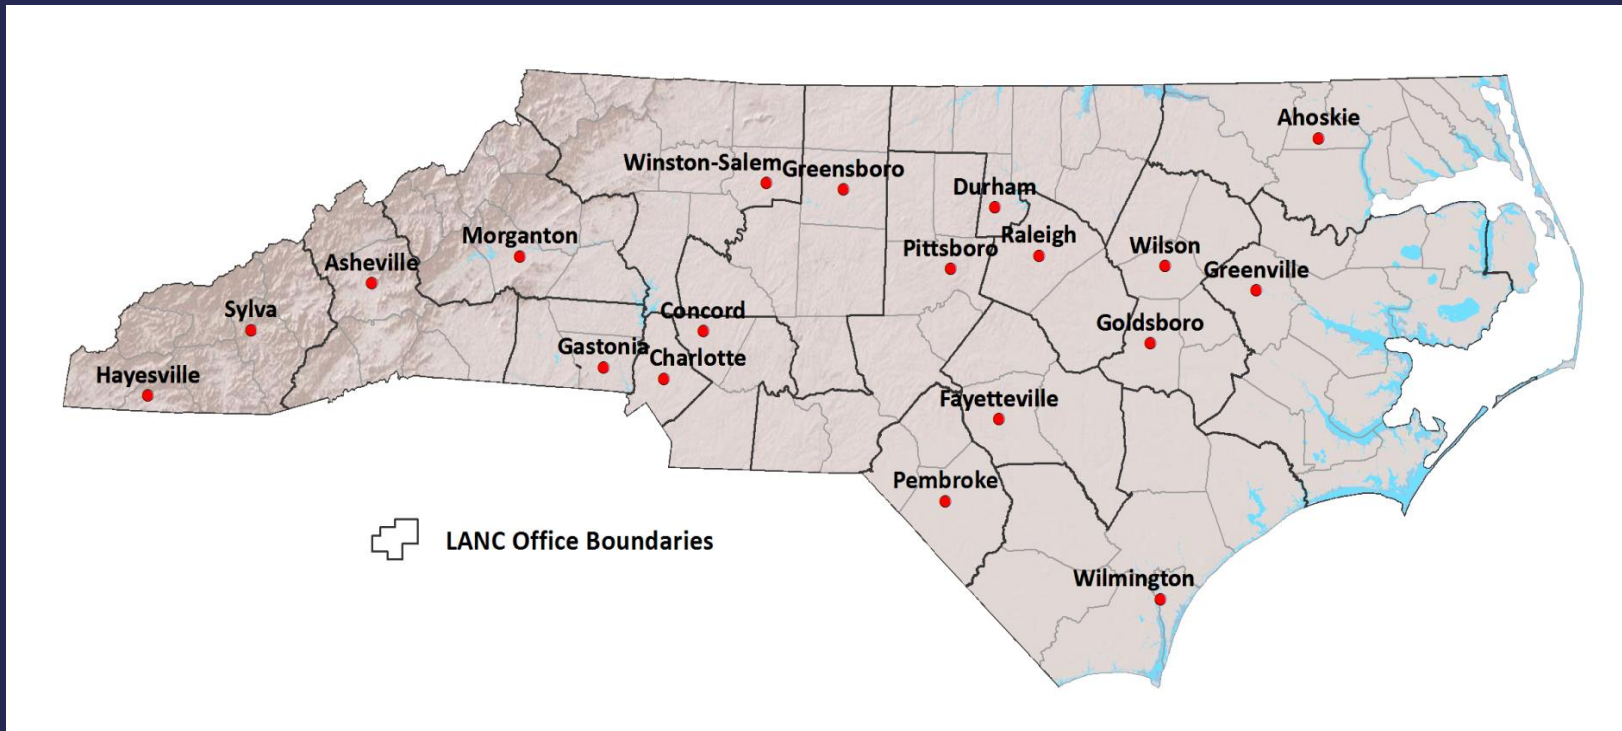 Ahoskie
Winston-Salem
Greensboro
Durham
Morganton
Pittsboro
Raleigh
Wilson
Asheville
Greenville
Sylva
Concord
Goldsboro
Gastonia
Charlotte
Hayesville
Fayetteville
Pembroke
LANC Office Boundaries
Wilmington